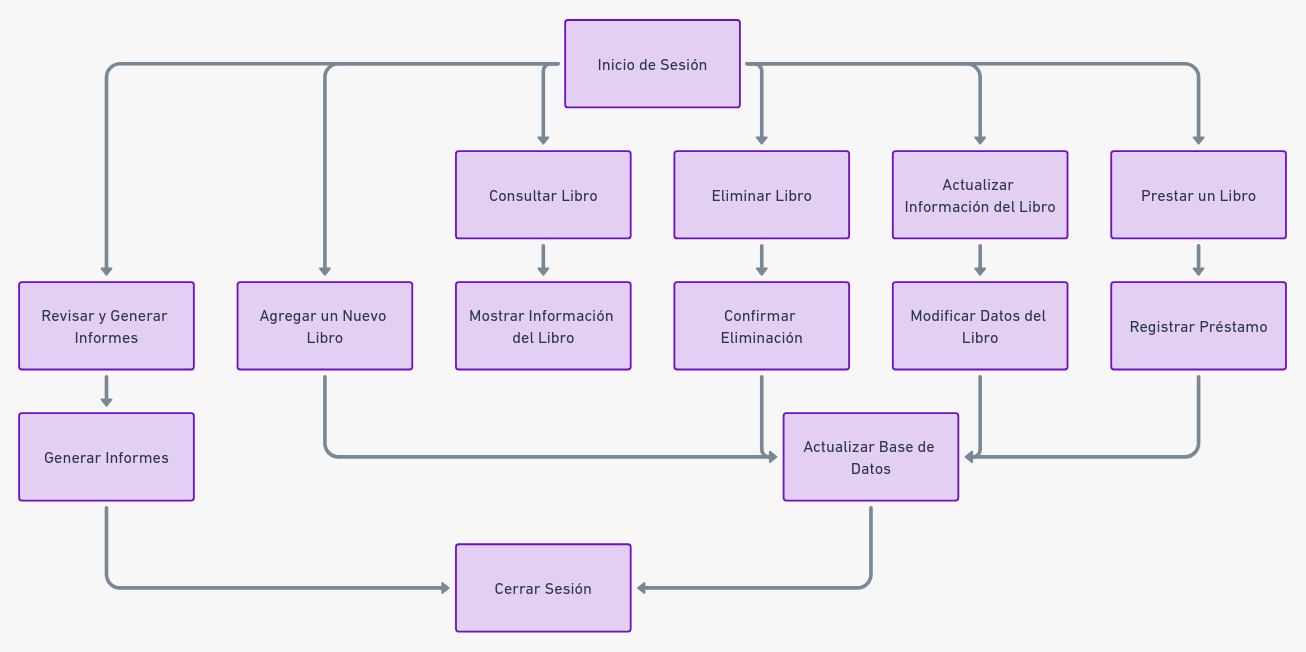 Inicio de Sesión
Consultar Libro
Eliminar Libro
Actualizar
Información del Libro
Prestar un Libro
Revisar y Generar
Informes
Agregar un Nuevo
Libro
Mostrar Información
del Libro
Confirmar
Eliminación
Modificar Datos del
Libro
Registrar Préstamo
Generar Informes
Actualizar Base de
Datos
Cerrar Sesión